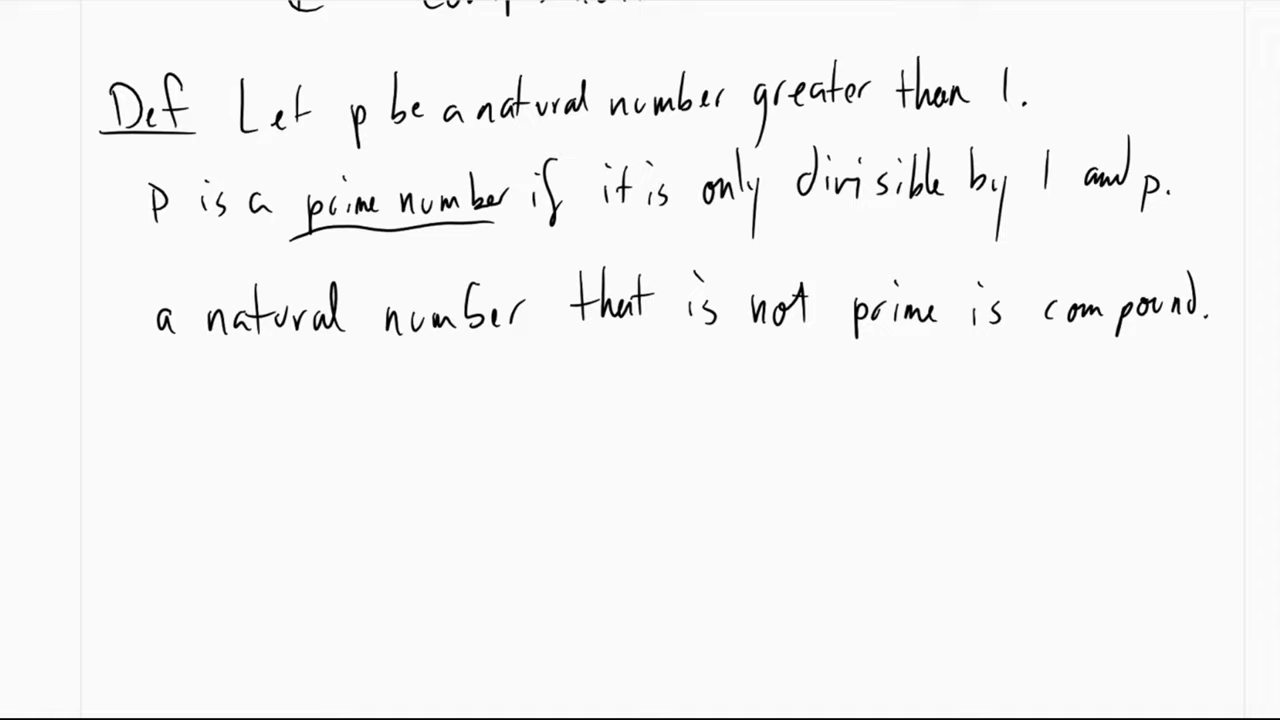 Def Let p be a natural number greater than 1.
p is a prime number if it is only divisible by 1 and p.
a natural number that is not prime is compound.